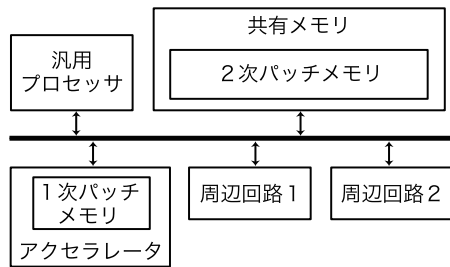 汎用
プロセッサ
共有メモリ
2次パッチメモリ
1次パッチ
メモリ
アクセラレータ
周辺回路1
周辺回路2